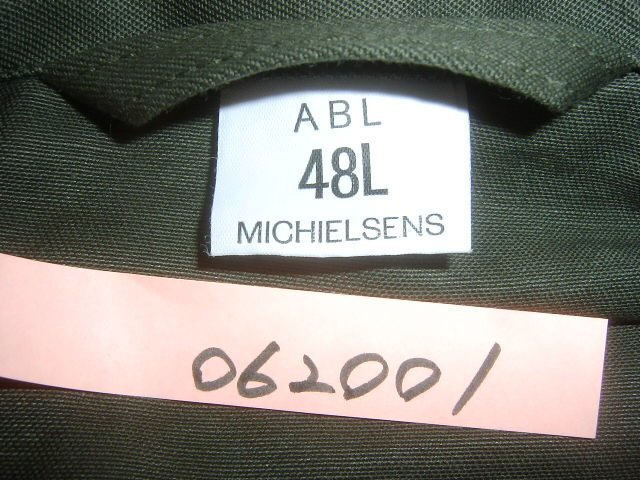 ABL
48L
MICHIELSENS
062001